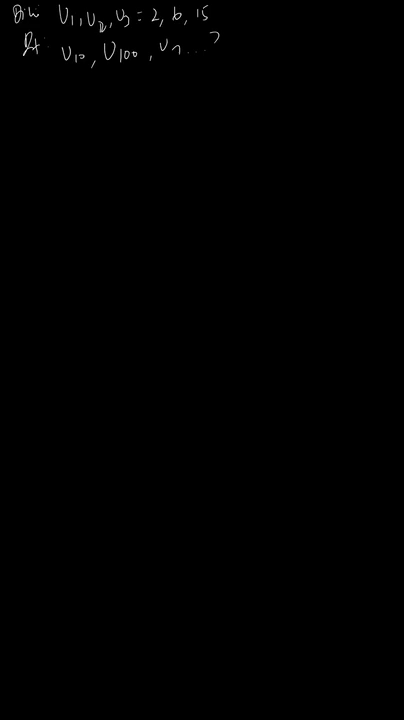 Dik: U1, U2, U3 = 2, 6, 15
Dt: U10, U100, Un...?